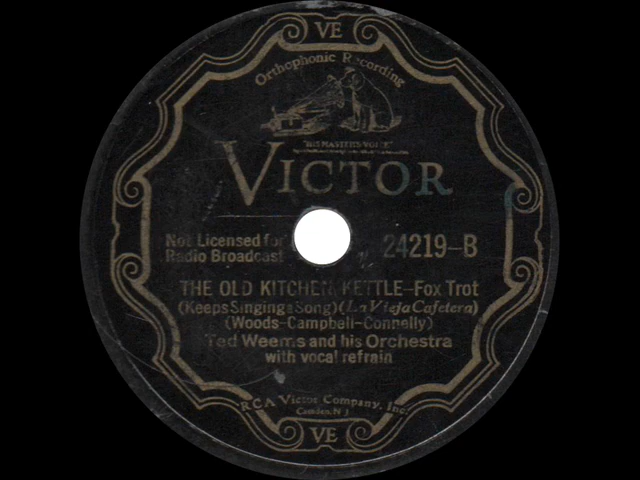 VE
Orthophonic Recording
"HIS MASTER'S VOICE"
VICTOR
Not Licensed for
Radio Broadcast
24219-B
THE OLD KITCHEN KETTLE-Fox Trot
(Keeps Singing a Song) (La Vieja Cafetera)
(Woods-Campbell-Connelly)
Ted Weems and his Orchestra
with vocal refrain
RCA Victor Company, Inc.
Camden, N J
VE